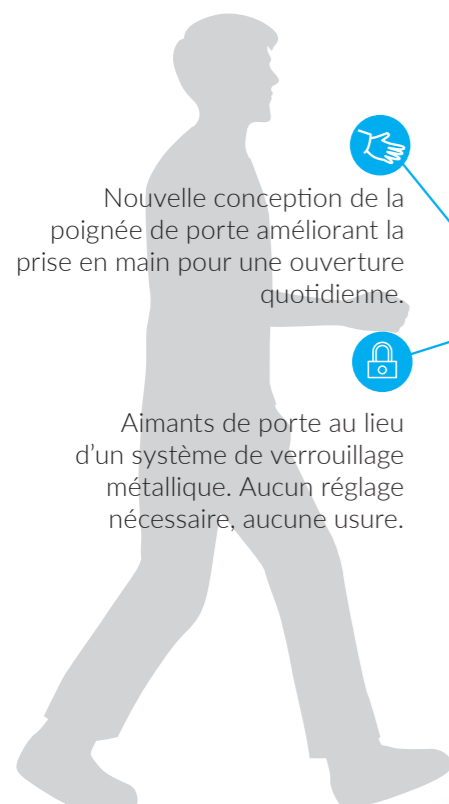 Nouvelle conception de la
poignée de porte améliorant la
prise en main pour une ouverture
quotidienne.
Aimants de porte au lieu
d’un système de verrouillage
métallique. Aucun réglage
nécessaire, aucune usure.